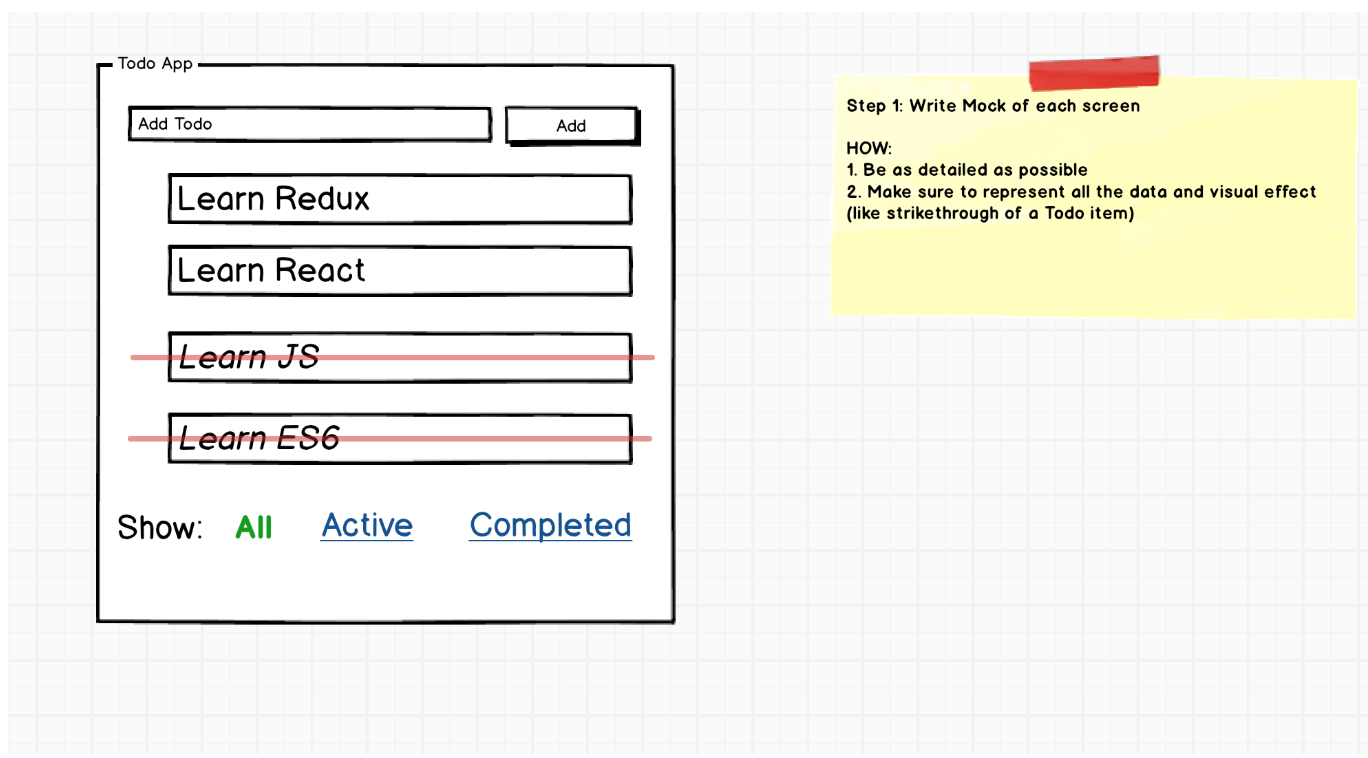 Todo App
Add Todo
Add
Learn Redux
Learn React
Learn JS
Learn ES6
Show: All Active Completed
Step 1: Write Mock of each screen
HOW:
1. Be as detailed as possible
2. Make sure to represent all the data and visual effect
(like strikethrough of a Todo item)